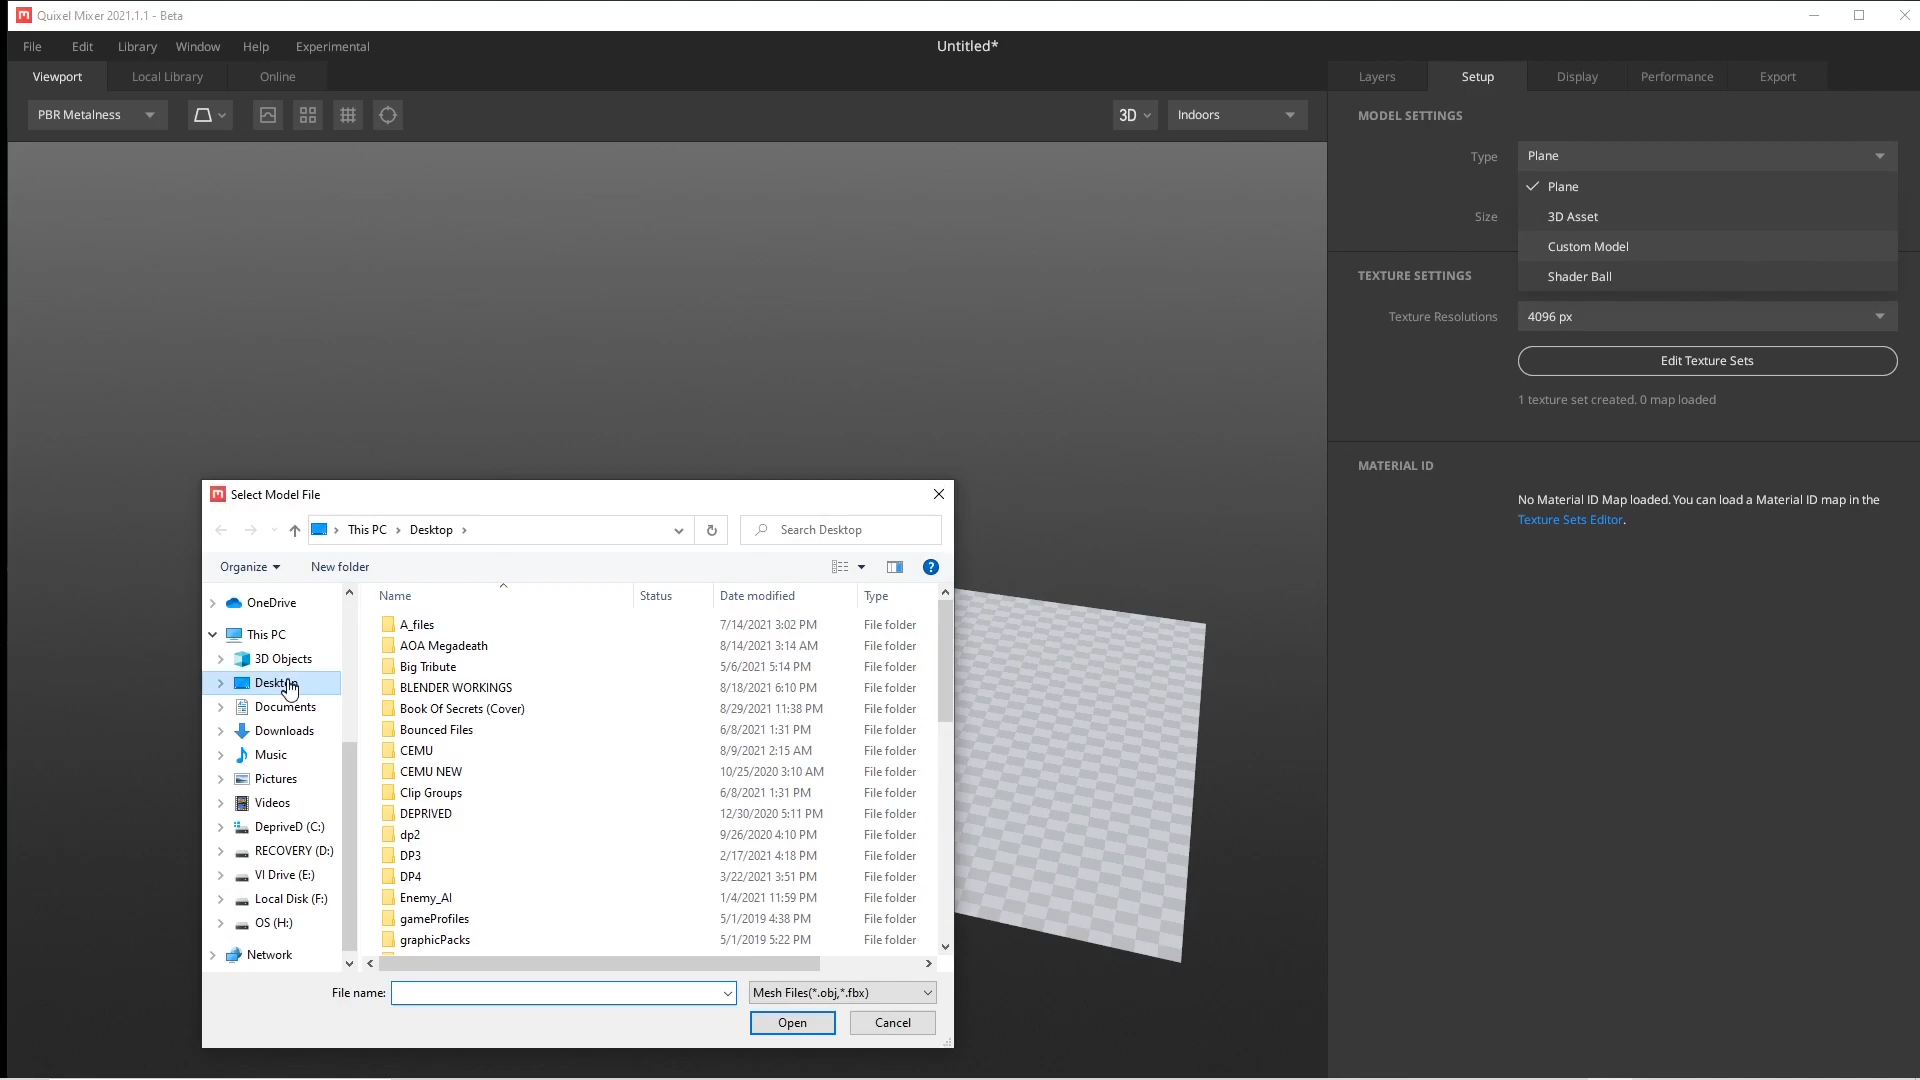 Quixel Mixer 2021.1.1 - Beta
File Edit Library Window Help Experimental Untitled*
Viewport Local Library Online Layers Setup Display Performance Export
PBR Metalness 3D Indoors
MODEL SETTINGS
Type Plane
Plane
Size 3D Asset
Custom Model
Shader Ball
TEXTURE SETTINGS
Texture Resolutions 4096 px
Edit Texture Sets
1 texture set created. 0 map loaded
MATERIAL ID
No Material ID Map loaded. You can load a Material ID map in the
Texture Sets Editor.
Select Model File
This PC Desktop Search Desktop
Organize New folder
OneDrive
This PC
3D Objects
Desktop
Documents
Downloads
Music
Pictures
Videos
DepriveD (C:)
RECOVERY (D:)
VI Drive (E:)
Local Disk (F:)
OS (H:)
Network
Name Status Date modified Type
A_files 7/14/2021 3:02 PM File folder
AOA Megadeath 8/14/2021 3:14 AM File folder
Big Tribute 5/6/2021 5:14 PM File folder
BLENDER WORKINGS 8/18/2021 6:10 PM File folder
Book Of Secrets (Cover) 8/29/2021 11:38 PM File folder
Bounced Files 6/8/2021 1:31 PM File folder
CEMU 8/9/2021 2:15 AM File folder
CEMU NEW 10/25/2020 3:10 AM File folder
Clip Groups 6/8/2021 1:31 PM File folder
DEPRIVED 12/30/2020 5:11 PM File folder
dp2 9/26/2020 4:10 PM File folder
DP3 2/17/2021 4:18 PM File folder
DP4 3/22/2021 3:51 PM File folder
Enemy_AI 1/4/2021 11:59 PM File folder
gameProfiles 5/1/2019 4:38 PM File folder
graphicPacks 5/1/2019 5:22 PM File folder
File name: Mesh Files(*.obj,*.fbx)
Open Cancel